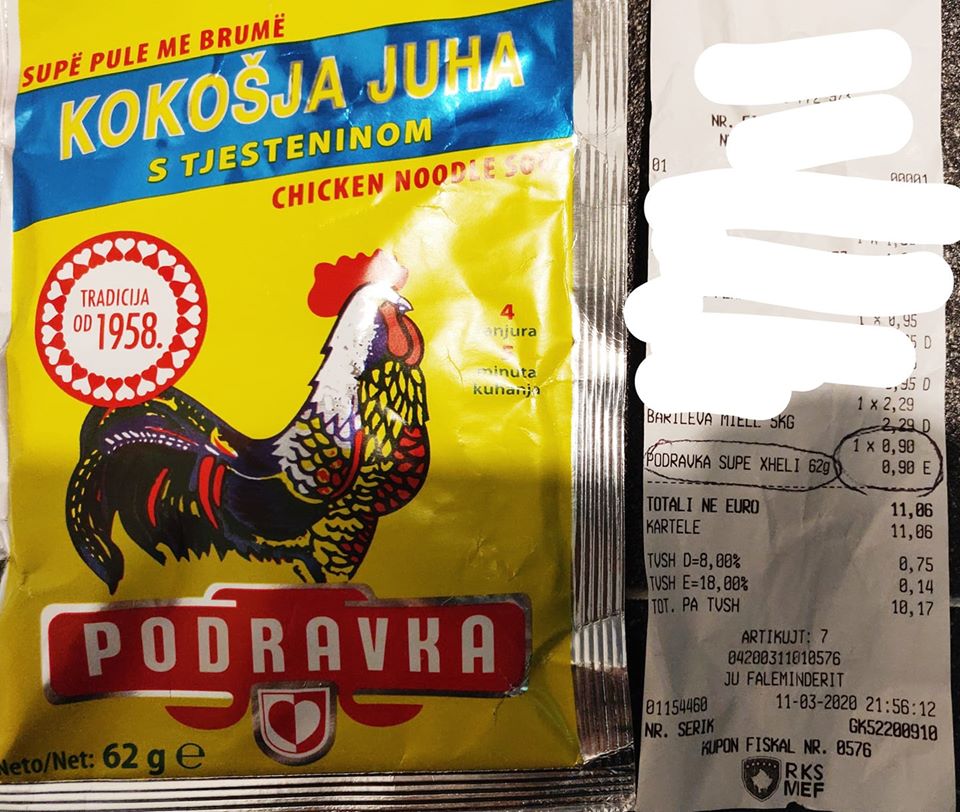 SUPË PULE ME BRUMË
KOKOŠJA JUHA
S TJESTENINOM
CHICKEN NOODLE
TRADICIJA
OD 1958.
4
minuta
kuhanja
PODRAVKA
Neto/Net: 62 g e
NR.
01
00001
1 x 0,95
D
0,95 D
1 x 2,29
BARILEVA MIELL 5KG
2,29 D
1 x 0,90
PODRAVKA SUPE XHELI 62g
0,90 E
TOTALI NE EURO 11,06
KARTELE 11,06
TVSH D=8,00% 0,75
TVSH E=18,00% 0,14
TOT. PA TVSH 10,17
ARTIKUJT: 7
04200311010576
JU FALEMINDERIT
01154460 11-03-2020 21:56:12
NR. SERIK GK52200910
KUPON FISKAL NR. 0576
RKS
MEF